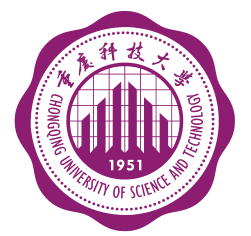 重庆科技大学
CHONGQING UNIVERSITY OF SCIENCE AND TECHNOLOGY
1951